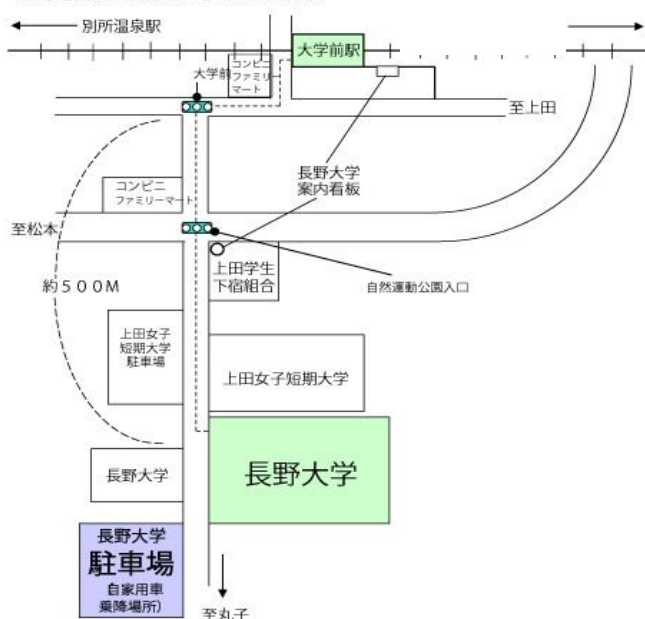 別所温泉駅
大学前駅
コンビニ
ファミリー
マート
大学前
至上田
長野大学
案内看板
コンビニ
ファミリーマート
至松本
上田学生
下宿組合
自然運動公園入口
約500M
上田女子
短期大学
駐車場
上田女子短期大学
長野大学
長野大学
長野大学
駐車場
自家用車
乗降場所)
至丸子